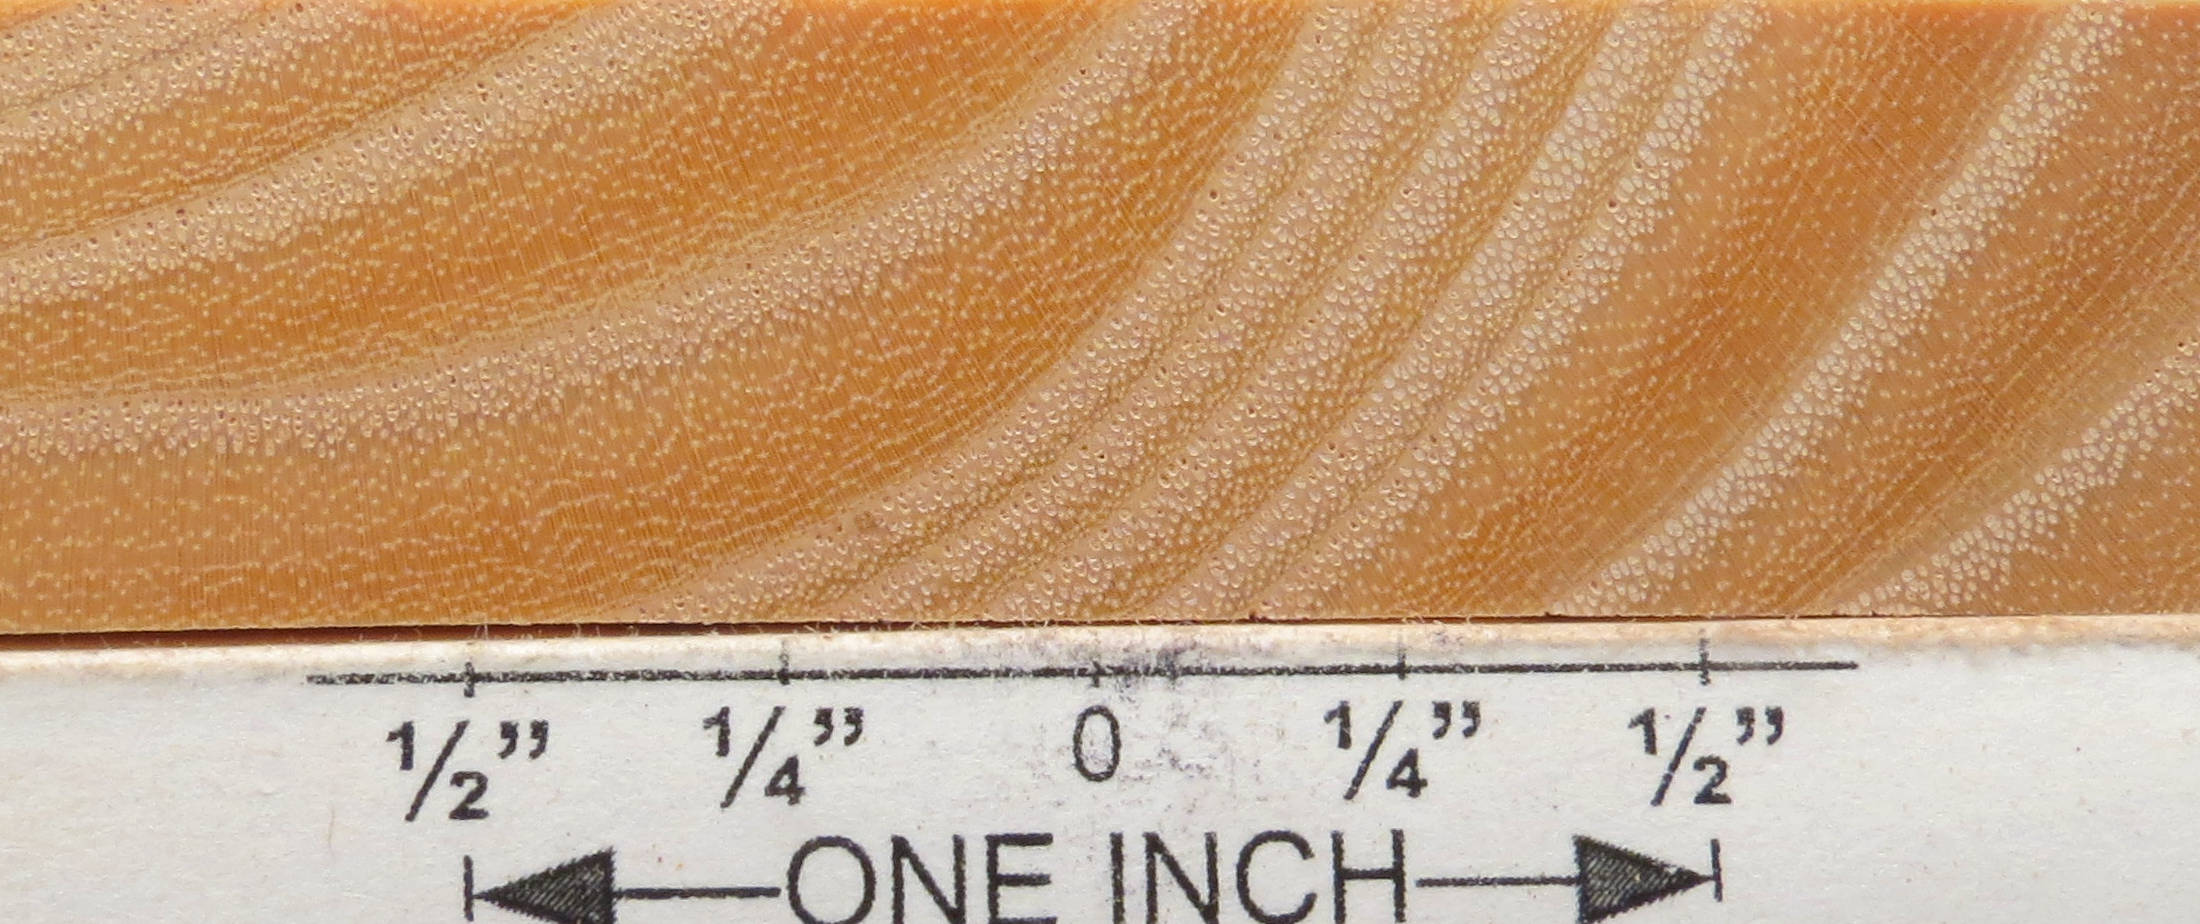 1/2” 1/4” 0 1/4” 1/2”
ONE INCH